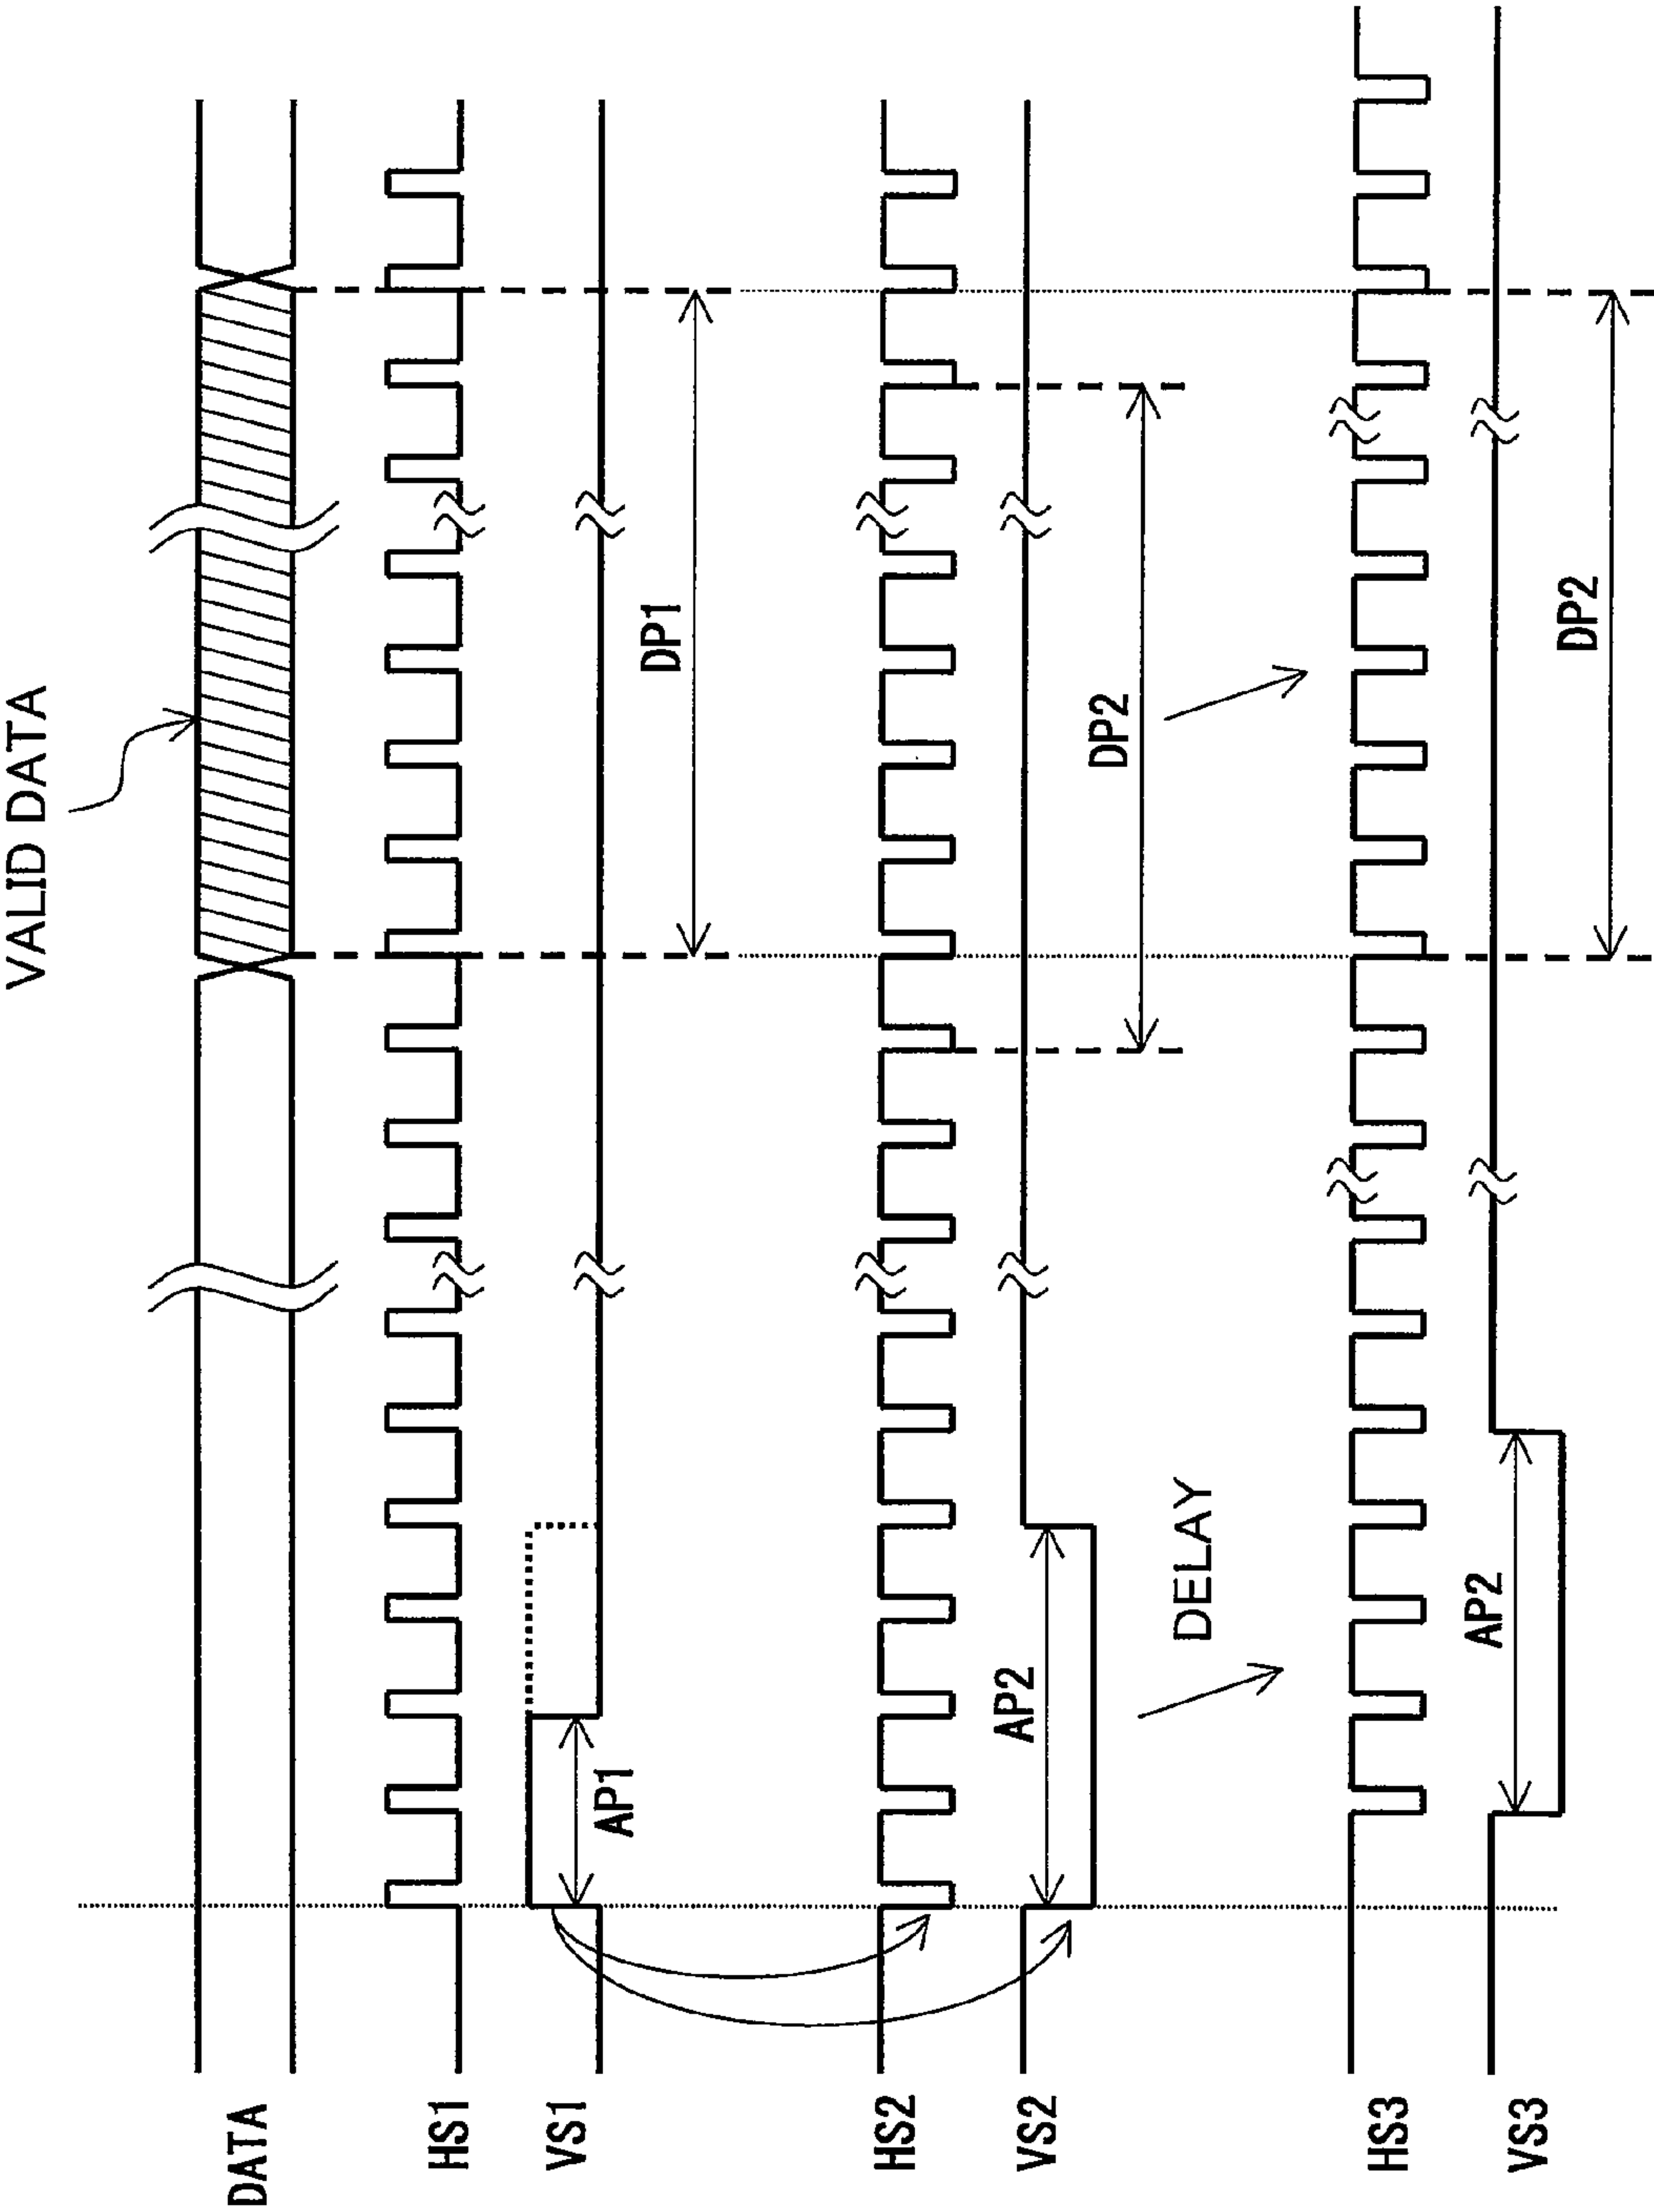 VALID DATA
DATA
HS1
VS1
AP1
DP1
HS2
VS2
AP2
DP2
DELAY
HS3
VS3
AP2
DP2